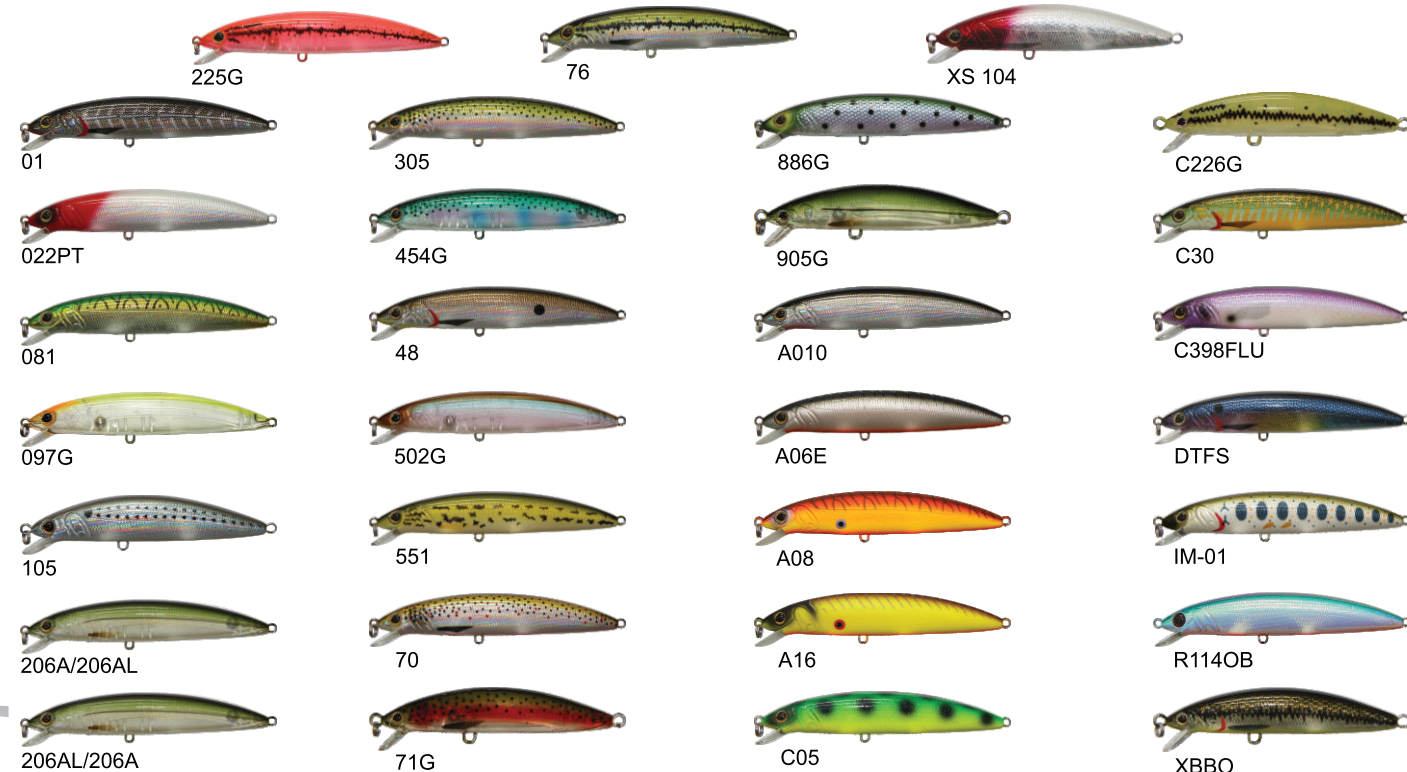 225G
76
XS 104
01
305
886G
C226G
022PT
454G
905G
C30
081
48
A010
C398FLU
097G
502G
A06E
DTFS
105
551
A08
IM-01
206A/206AL
70
A16
R114OB
206AL/206A
71G
C05
XBBO